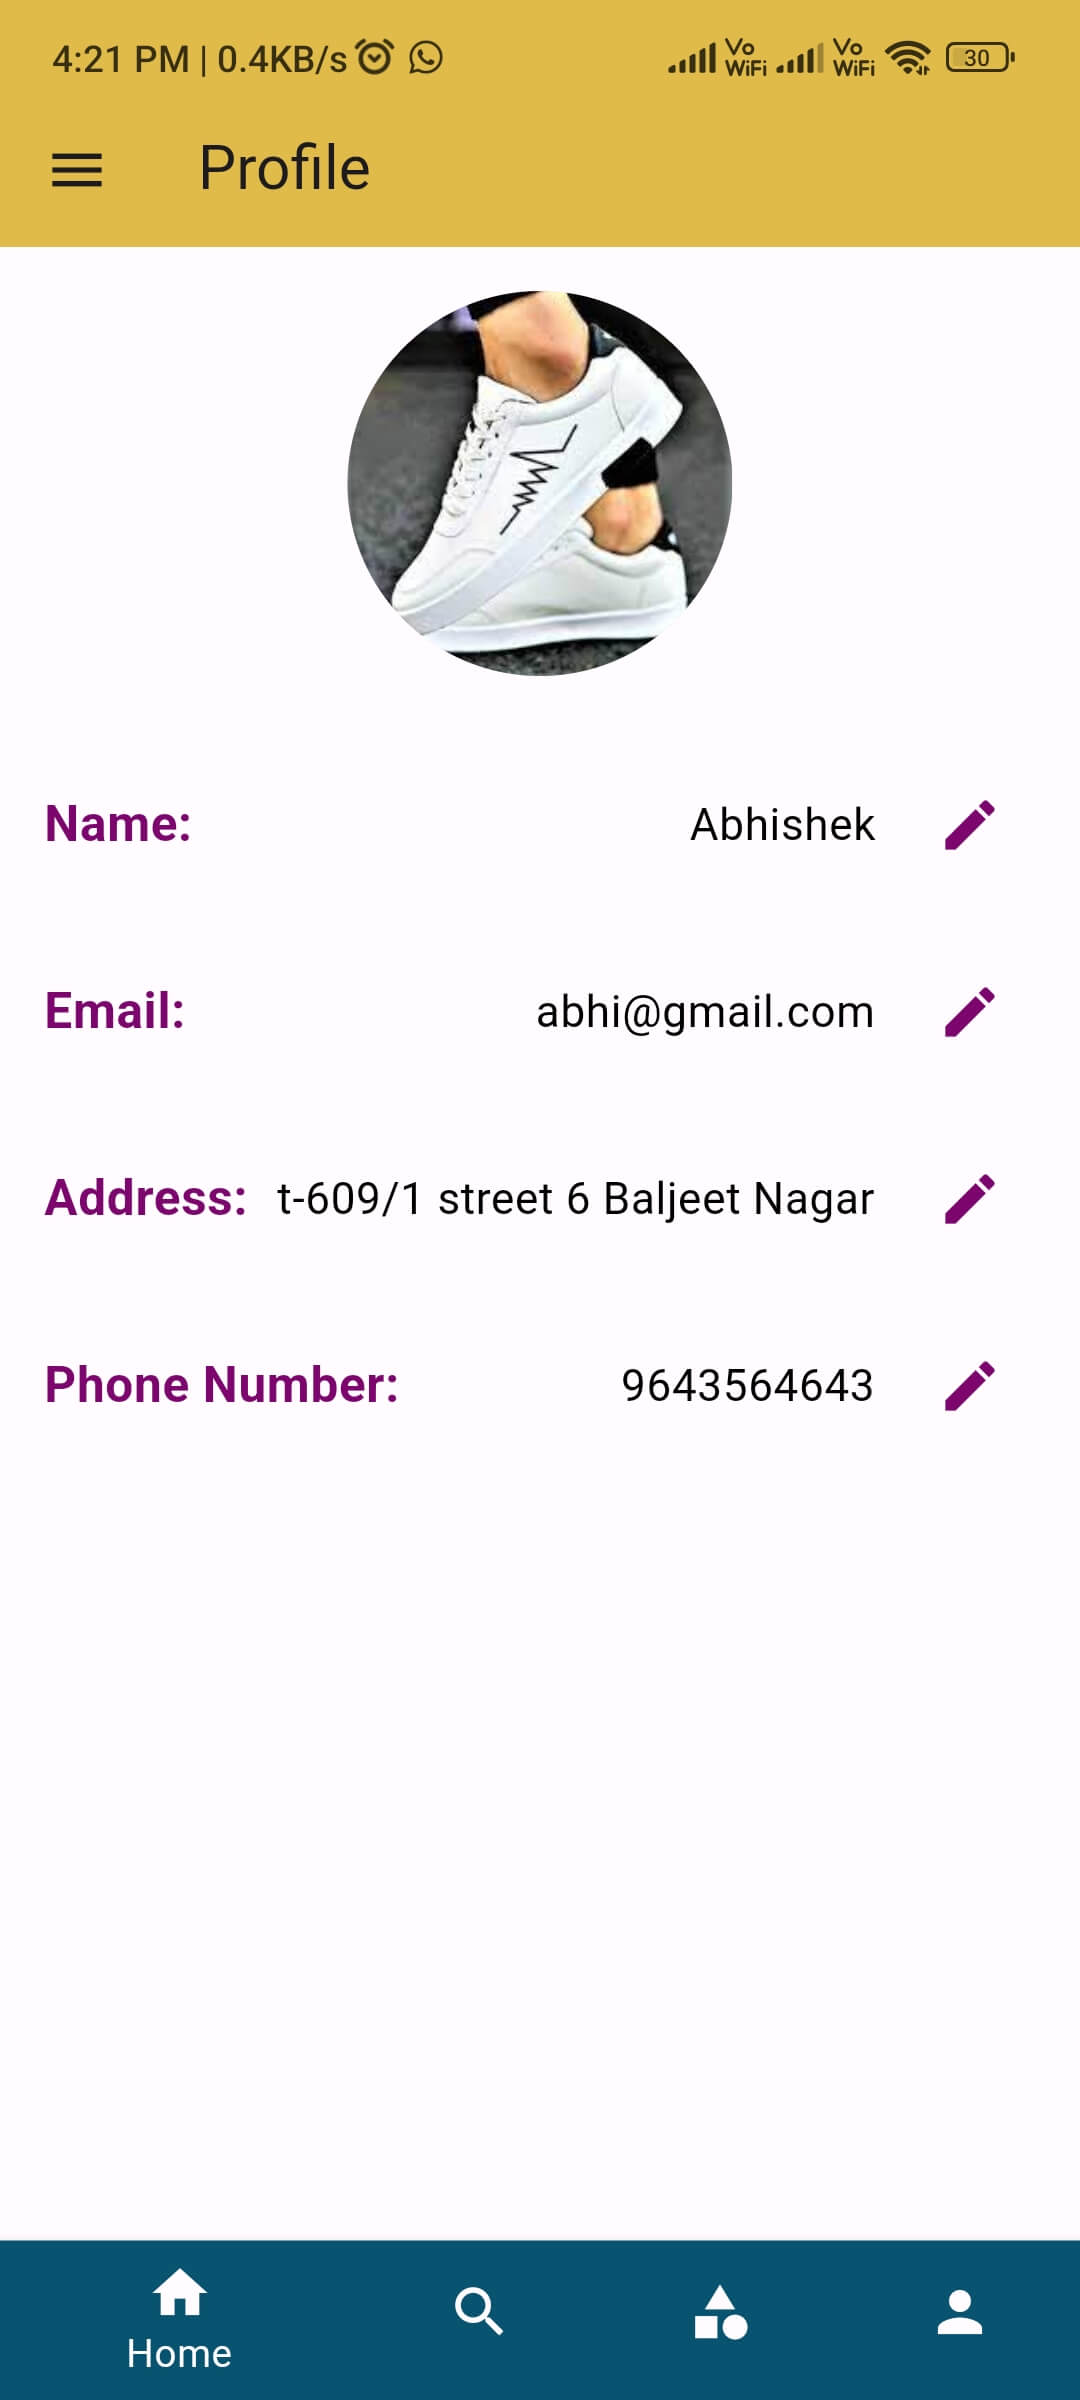 4:21 PM | 0.4KB/s Vo WiFi Vo WiFi 30
Profile
Name: Abhishek
Email: abhi@gmail.com
Address: t-609/1 street 6 Baljeet Nagar
Phone Number: 9643564643
Home